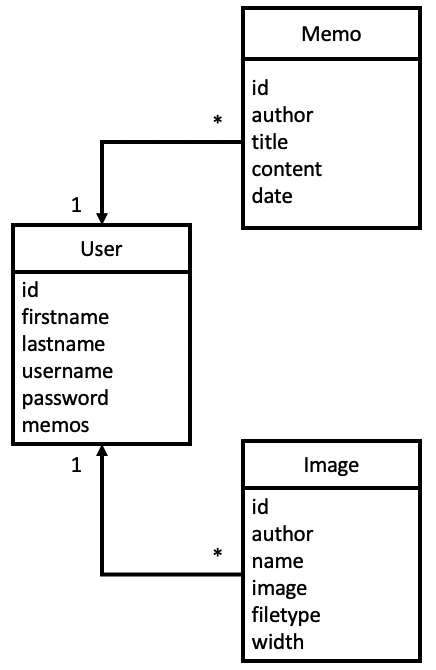 Memo
id
author
title
content
date
*
1
User
id
firstname
lastname
username
password
memos
1
*
Image
id
author
name
image
filetype
width